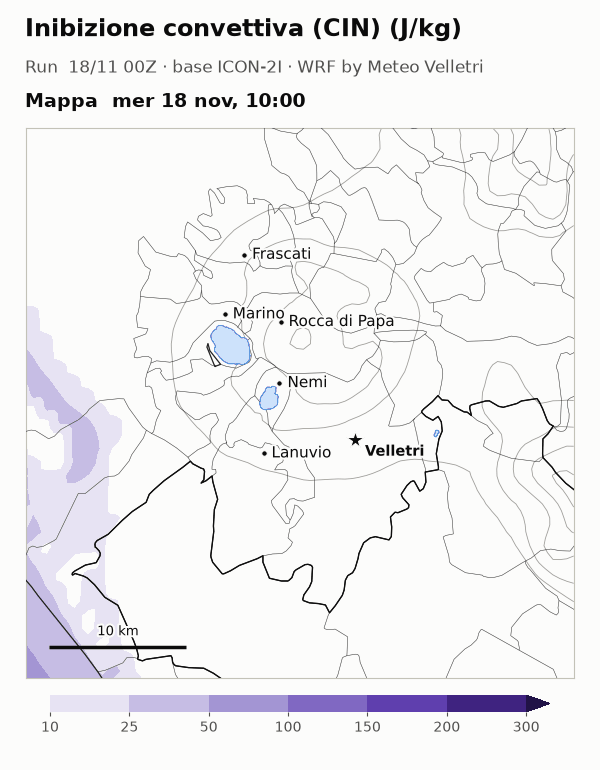 Inibizione convettiva (CIN) (J/kg)
Run  18/11 00Z · base ICON-2I · WRF by Meteo Velletri
Mappa  mer 18 nov, 10:00
Frascati
Marino
Rocca di Papa
Nemi
Velletri
Lanuvio
10 km
10 25 50 100 150 200 300